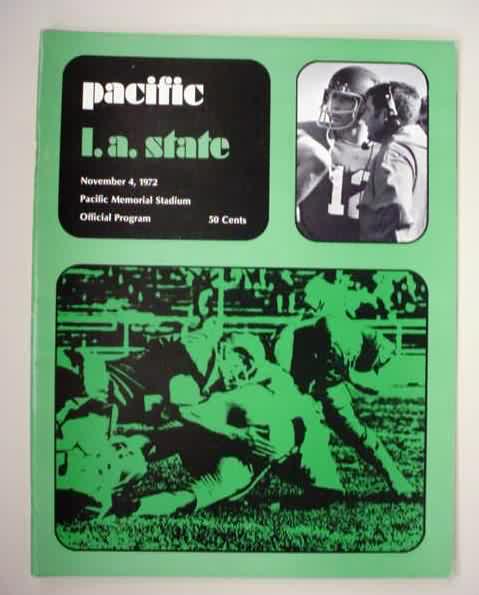 pacific
l.a. state
November 4, 1972
Pacific Memorial Stadium
Official Program 50 Cents
12